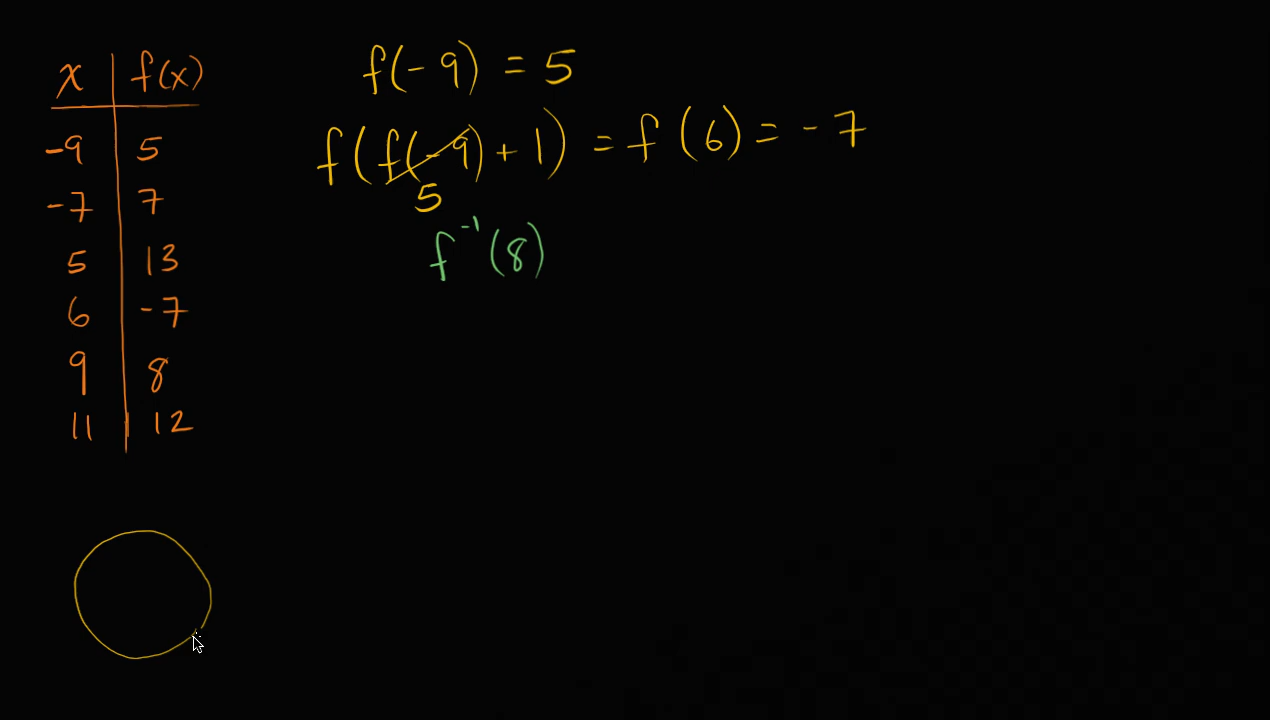 x f(x)
-9 5
-7 7
5 13
6 -7
9 8
11 12
f(-9) = 5
f(f(-9) + 1) = f(6) = -7
5
f⁻¹(8)